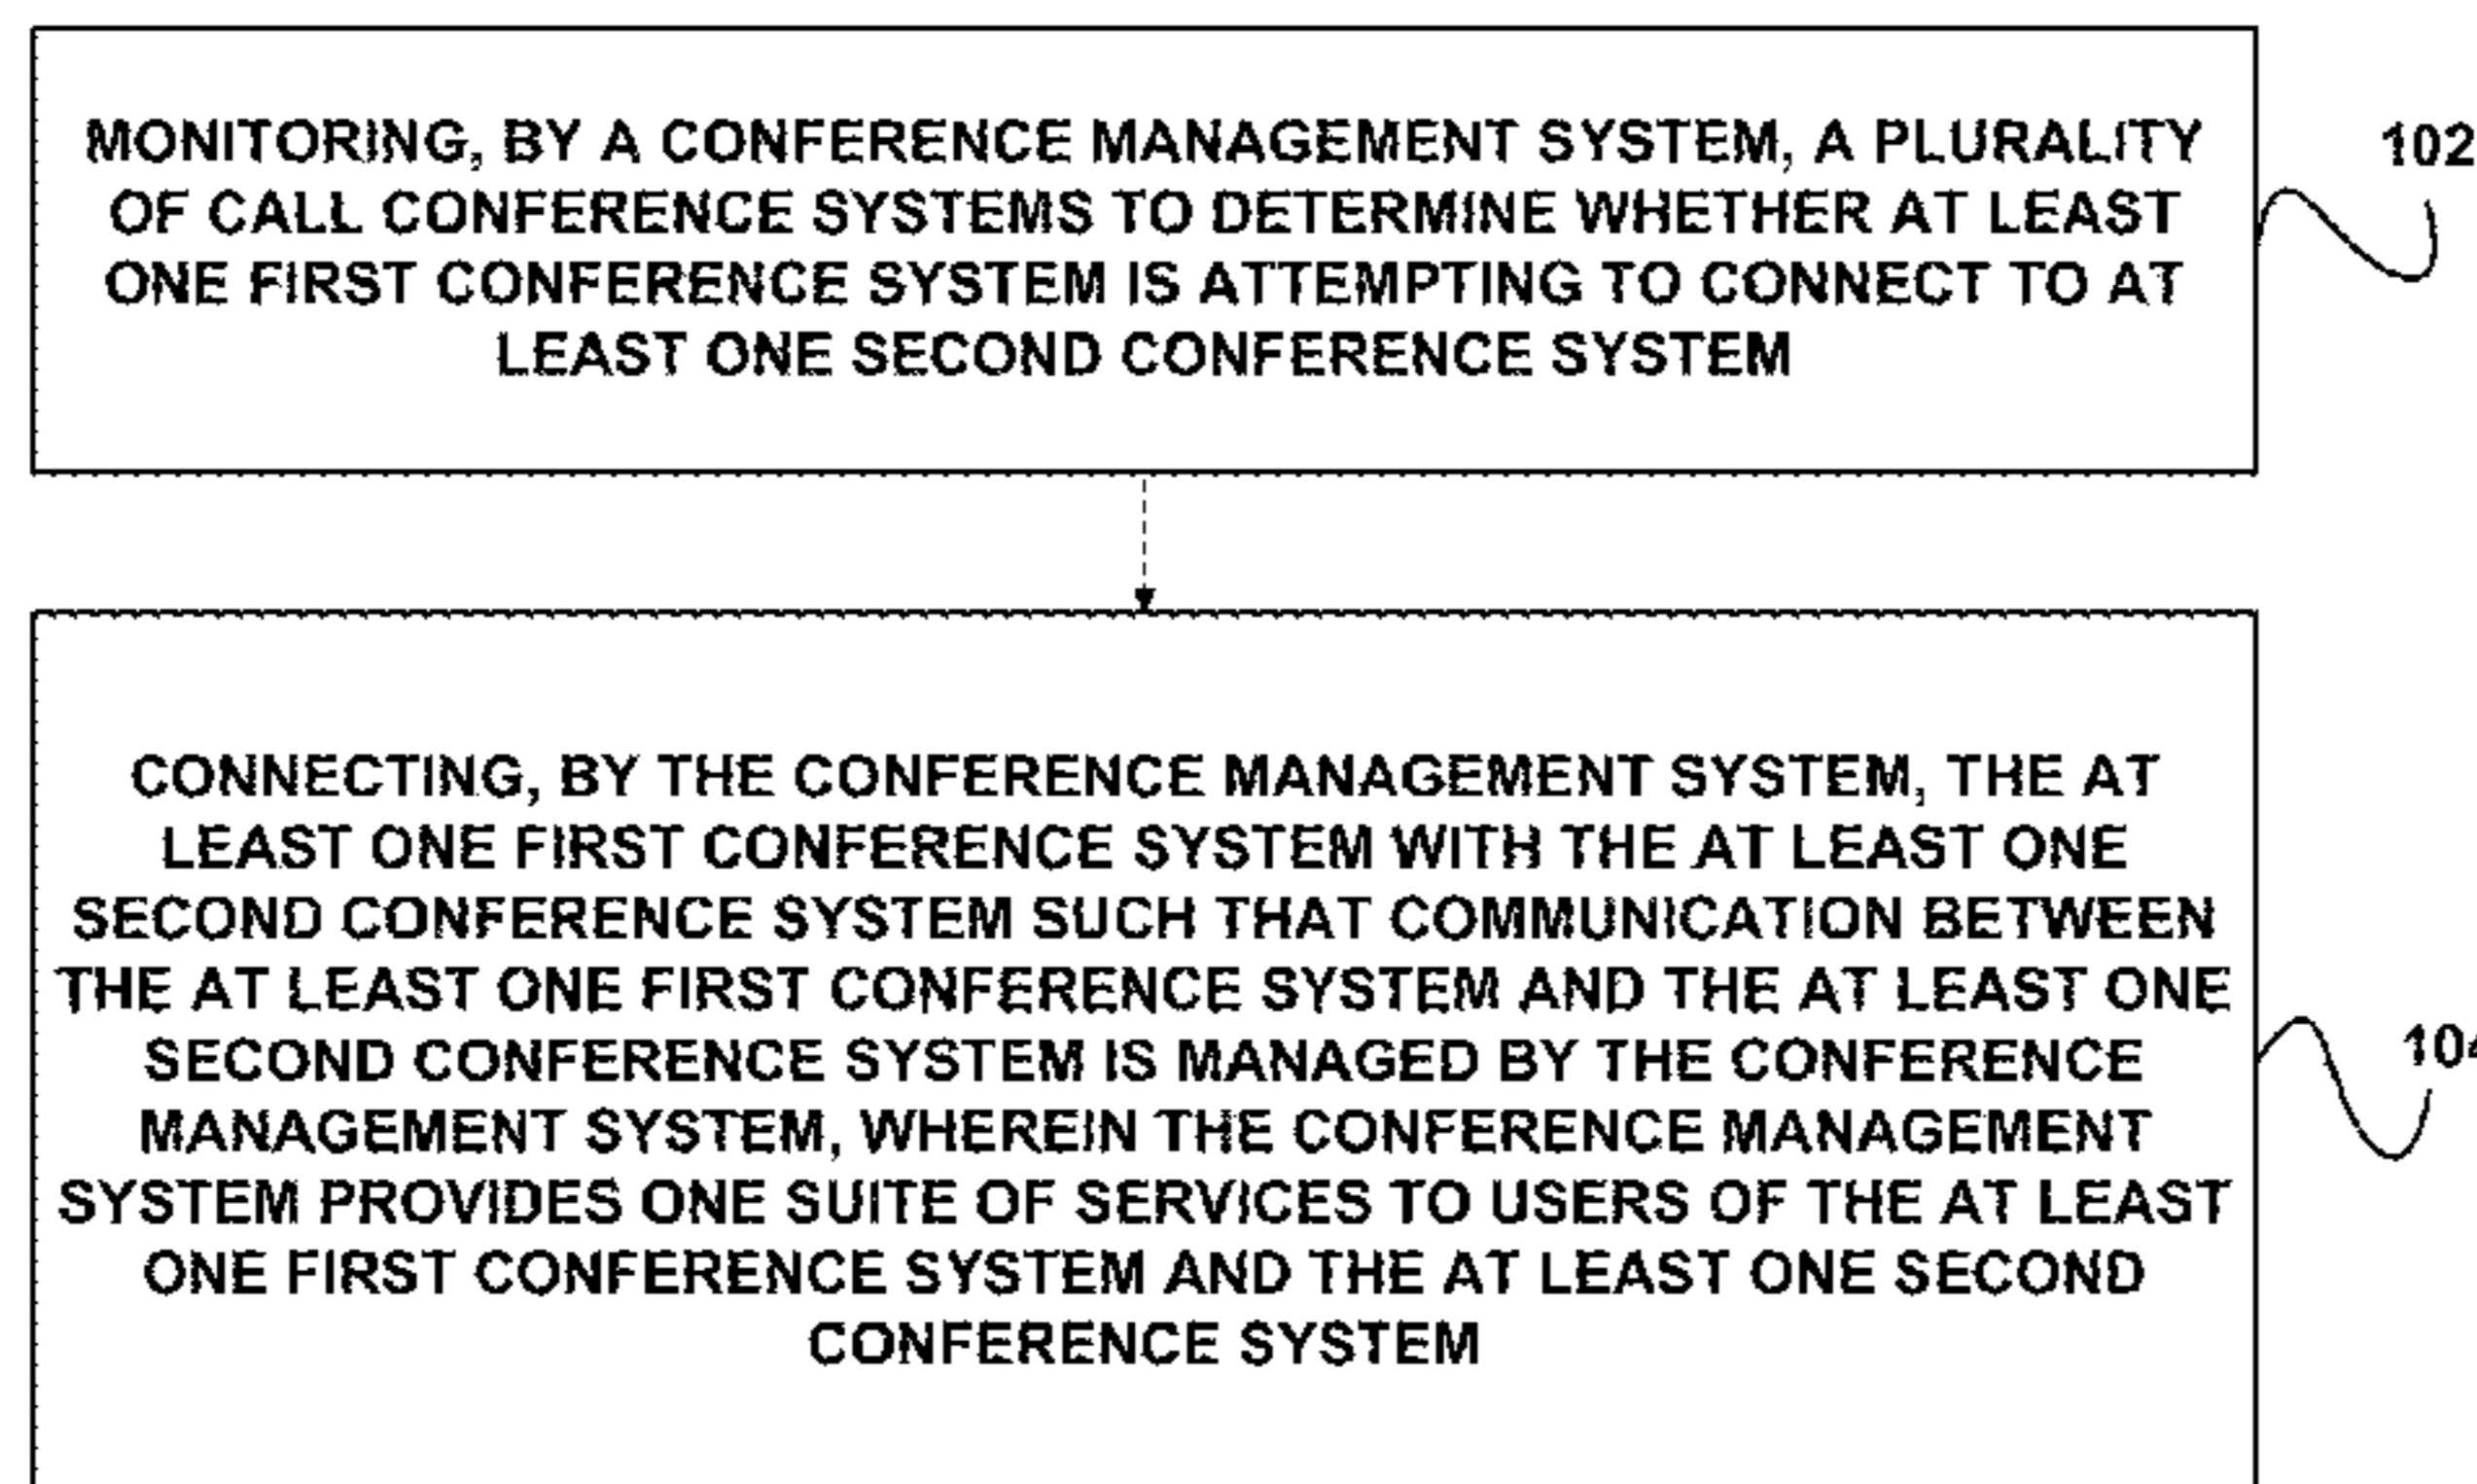 MONITORING, BY A CONFERENCE MANAGEMENT SYSTEM, A PLURALITY
OF CALL CONFERENCE SYSTEMS TO DETERMINE WHETHER AT LEAST
ONE FIRST CONFERENCE SYSTEM IS ATTEMPTING TO CONNECT TO AT
LEAST ONE SECOND CONFERENCE SYSTEM
102
CONNECTING, BY THE CONFERENCE MANAGEMENT SYSTEM, THE AT
LEAST ONE FIRST CONFERENCE SYSTEM WITH THE AT LEAST ONE
SECOND CONFERENCE SYSTEM SUCH THAT COMMUNICATION BETWEEN
THE AT LEAST ONE FIRST CONFERENCE SYSTEM AND THE AT LEAST ONE
SECOND CONFERENCE SYSTEM IS MANAGED BY THE CONFERENCE
MANAGEMENT SYSTEM, WHEREIN THE CONFERENCE MANAGEMENT
SYSTEM PROVIDES ONE SUITE OF SERVICES TO USERS OF THE AT LEAST
ONE FIRST CONFERENCE SYSTEM AND THE AT LEAST ONE SECOND
CONFERENCE SYSTEM
104